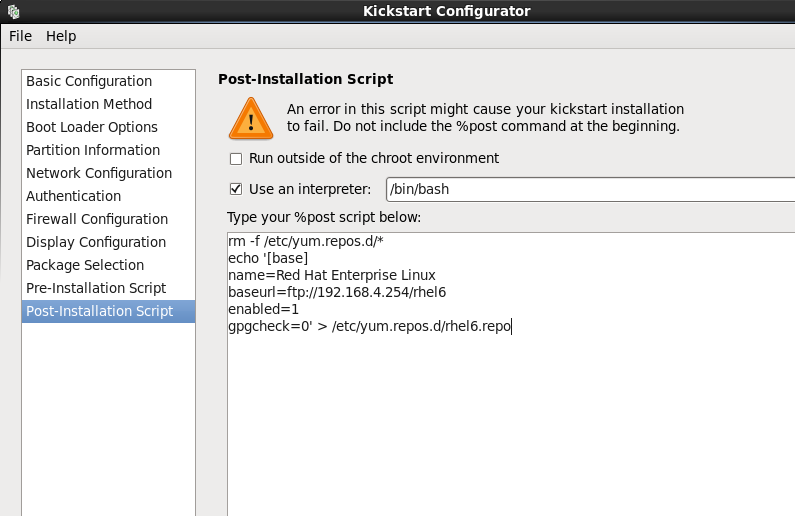 Kickstart Configurator
File Help
Basic Configuration
Installation Method
Boot Loader Options
Partition Information
Network Configuration
Authentication
Firewall Configuration
Display Configuration
Package Selection
Pre-Installation Script
Post-Installation Script
Post-Installation Script
An error in this script might cause your kickstart installation
to fail. Do not include the %post command at the beginning.
Run outside of the chroot environment
Use an interpreter: /bin/bash
Type your %post script below:
rm -f /etc/yum.repos.d/*
echo '[base]
name=Red Hat Enterprise Linux
baseurl=ftp://192.168.4.254/rhel6
enabled=1
gpgcheck=0' > /etc/yum.repos.d/rhel6.repo